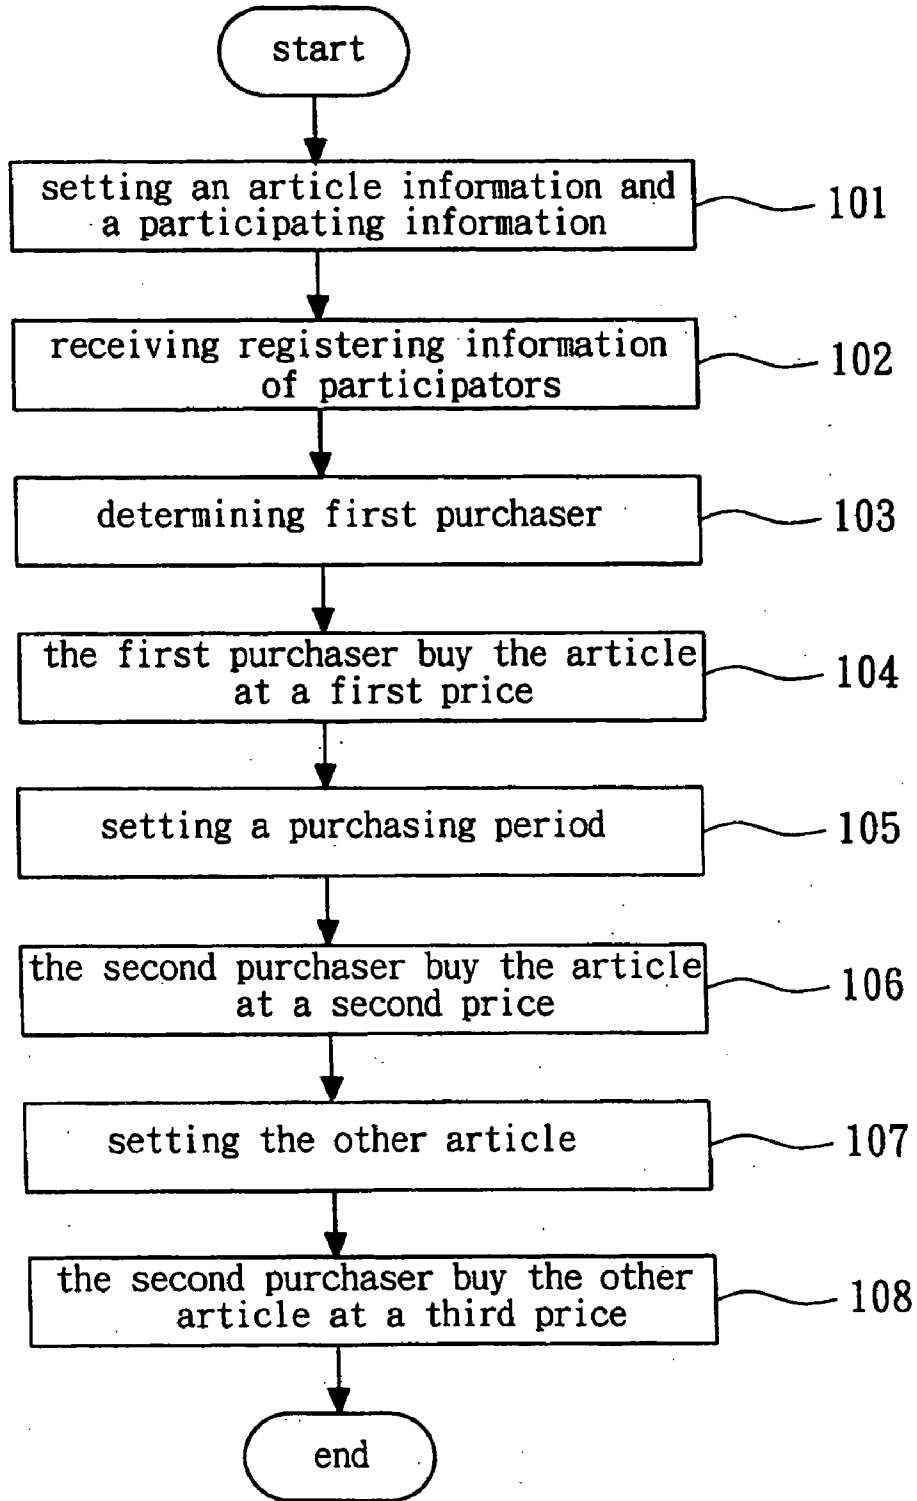 start
setting an article information and
a participating information
101
receiving registering information
of participators
102
determining first purchaser
103
the first purchaser buy the article
at a first price
104
setting a purchasing period
105
the second purchaser buy the article
at a second price
106
setting the other article
107
the second purchaser buy the other
article at a third price
108
end